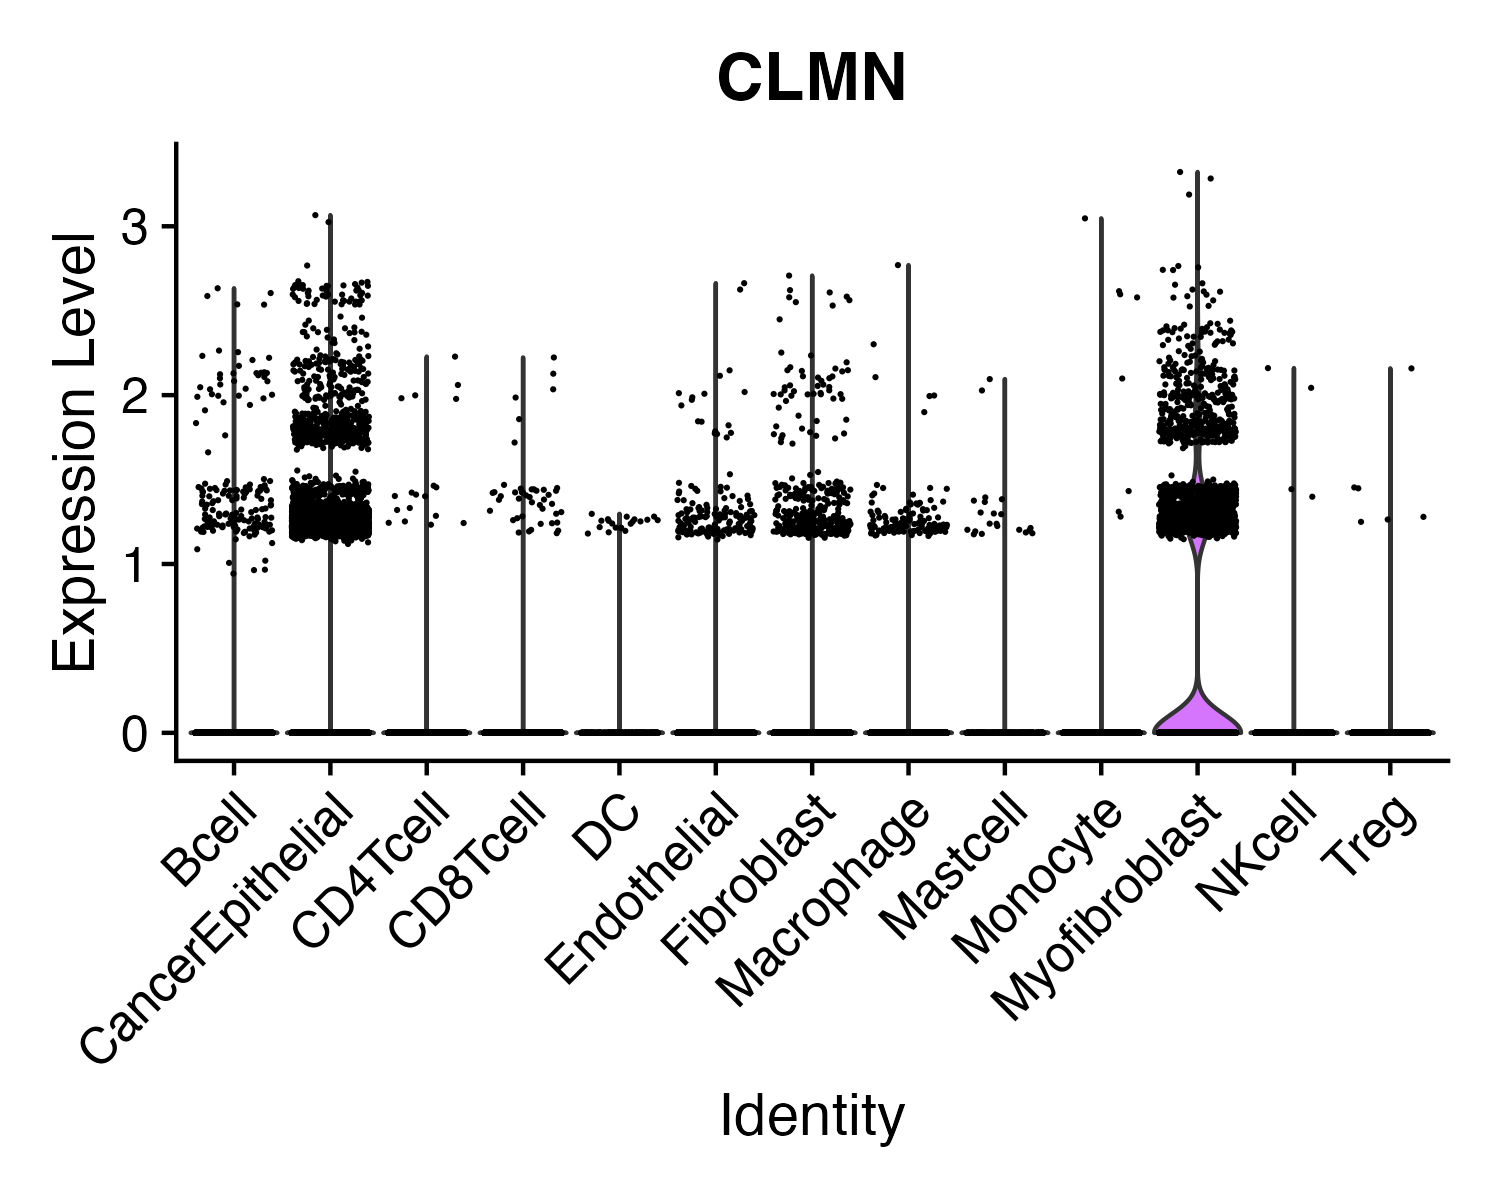 CLMN
Expression Level
3
2
1
0
Bcell
CancerEpithelial
CD4Tcell
CD8Tcell
DC
Endothelial
Fibroblast
Macrophage
Mastcell
Monocyte
Myofibroblast
NKcell
Treg
Identity